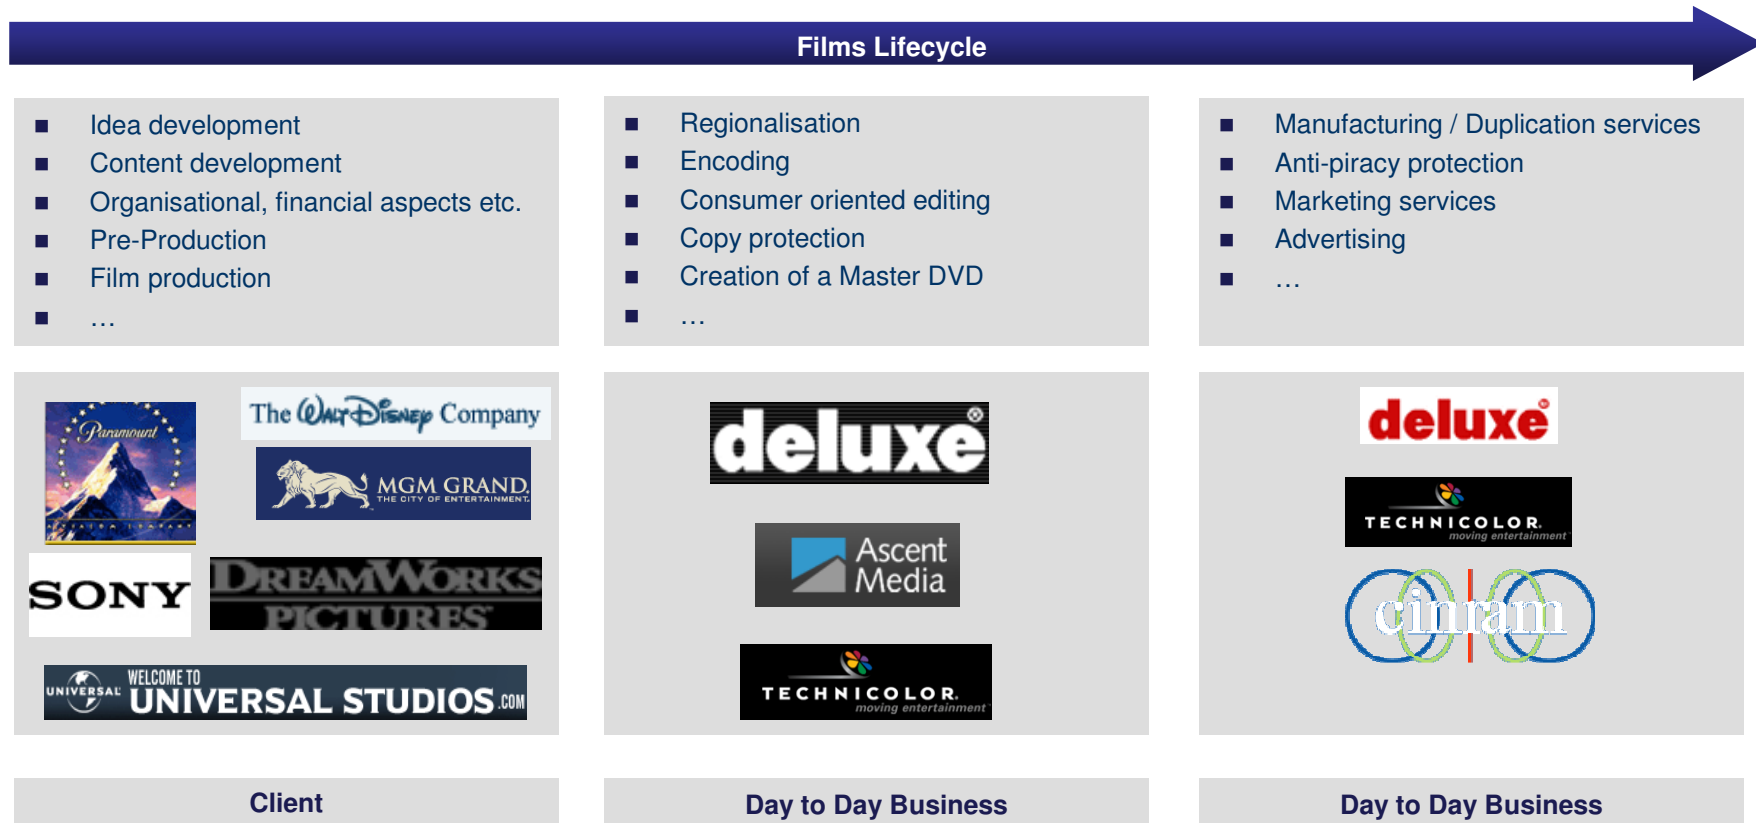 Films Lifecycle
Idea development
Content development
Organisational, financial aspects etc.
Pre-Production
Film production
…
Regionalisation
Encoding
Consumer oriented editing
Copy protection
Creation of a Master DVD
…
Manufacturing / Duplication services
Anti-piracy protection
Marketing services
Advertising
…
Paramount
The Walt Disney Company
MGM GRAND.
THE CITY OF ENTERTAINMENT.
SONY
DREAMWORKS
PICTURES
UNIVERSAL
WELCOME TO
UNIVERSAL STUDIOS.COM
deluxe®
Ascent
Media
TECHNICOLOR.
moving entertainment
deluxe
TECHNICOLOR.
moving entertainment
cinram
Client
Day to Day Business
Day to Day Business